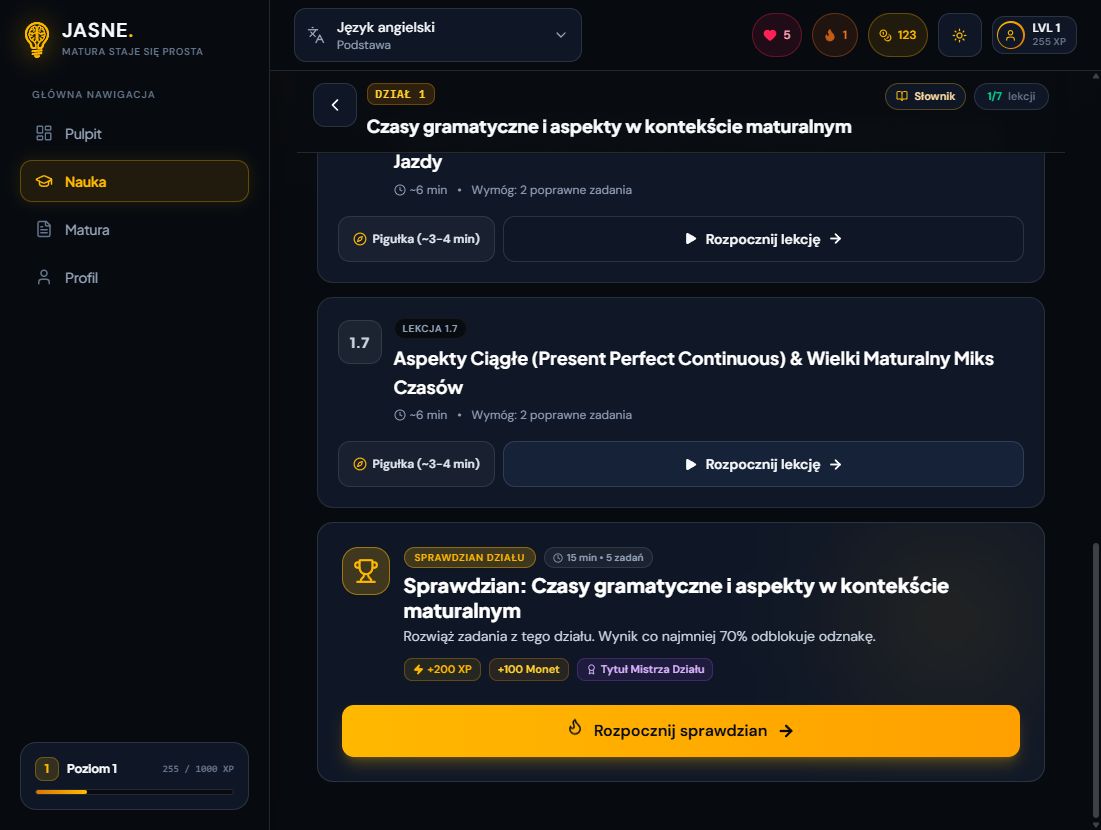 JASNE.
MATURA STAJE SIĘ PROSTA
GŁÓWNA NAWIGACJA
Pulpit
Nauka
Matura
Profil
1 Poziom 1 255 / 1000 XP
Język angielski
Podstawa
5
1
123
LVL 1
255 XP
DZIAŁ 1
Czasy gramatyczne i aspekty w kontekście maturalnym
Słownik
1/7 lekcji
Jazdy
~6 min • Wymóg: 2 poprawne zadania
Pigułka (~3-4 min)
Rozpocznij lekcję →
1.7
LEKCJA 1.7
Aspekty Ciągłe (Present Perfect Continuous) & Wielki Maturalny Miks
Czasów
~6 min • Wymóg: 2 poprawne zadania
Pigułka (~3-4 min)
Rozpocznij lekcję →
SPRAWDZIAN DZIAŁU
15 min • 5 zadań
Sprawdzian: Czasy gramatyczne i aspekty w kontekście
maturalnym
Rozwiąż zadania z tego działu. Wynik co najmniej 70% odblokuje odznakę.
+200 XP
+100 Monet
Tytuł Mistrza Działu
Rozpocznij sprawdzian →